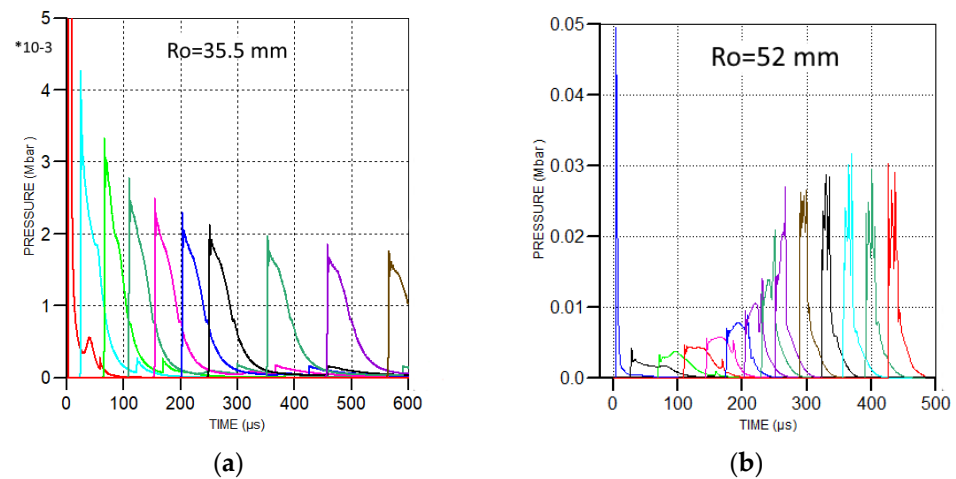 5
*10-3
4
3
2
1
0
PRESSURE (Mbar )
Ro=35.5 mm
0 100 200 300 400 500 600
TIME (µs)
(a)
0.05
0.04
0.03
0.02
0.01
0.0
PRESSURE (Mbar)
Ro=52 mm
0 100 200 300 400 500
TIME (µs)
(b)